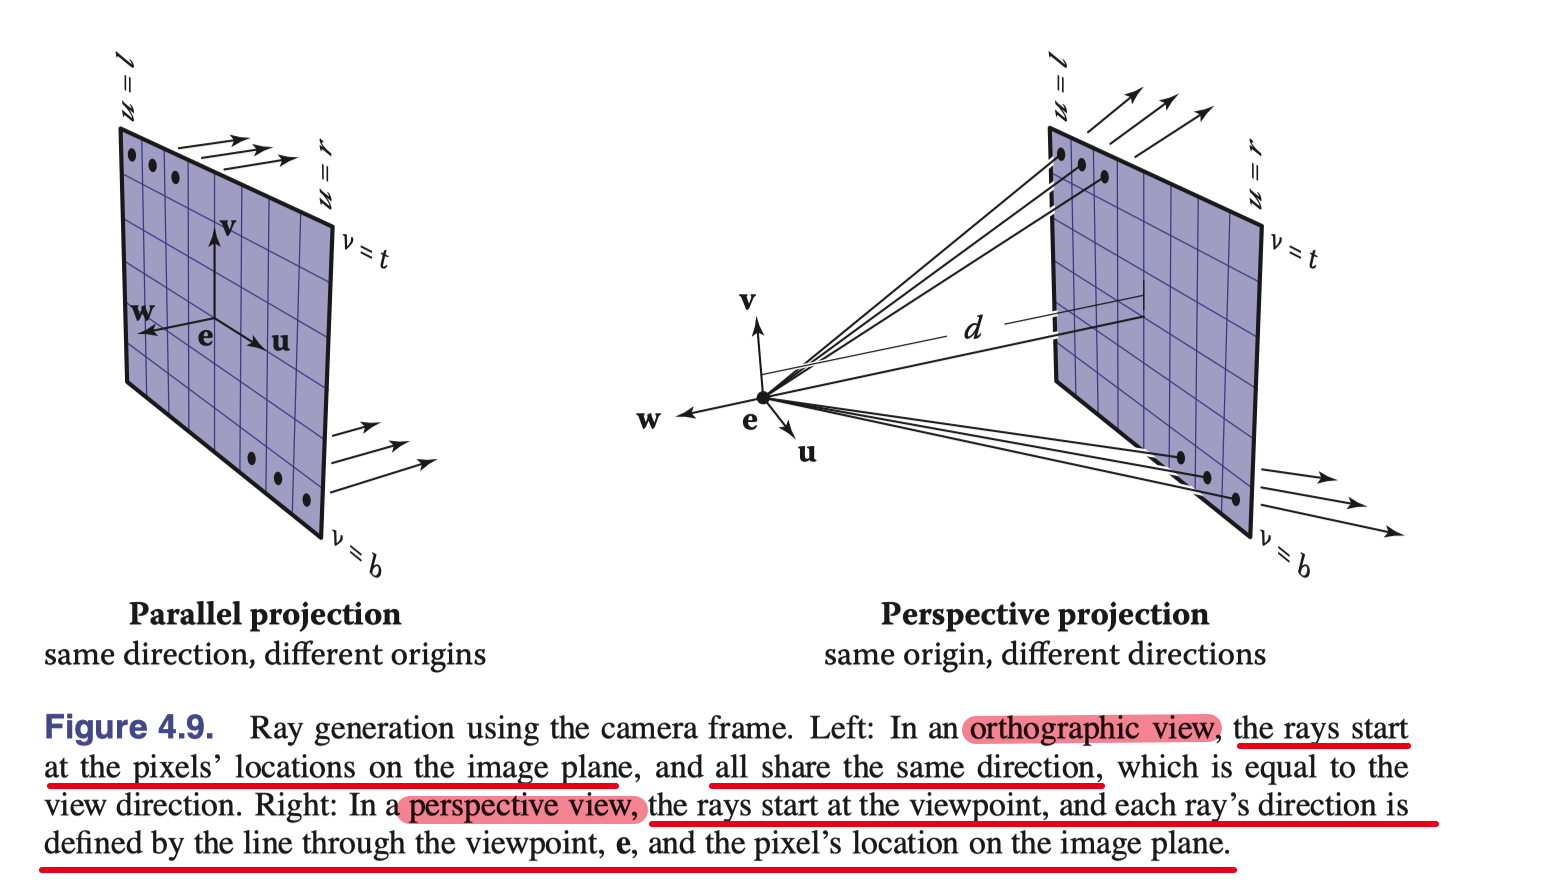 u = l
u = r
v = t
v
w
e
u
v = b
Parallel projection
same direction, different origins
u = l
u = r
v = t
v
d
w
e
u
v = b
Perspective projection
same origin, different directions
Figure 4.9. Ray generation using the camera frame. Left: In an orthographic view, the rays start
at the pixels’ locations on the image plane, and all share the same direction, which is equal to the
view direction. Right: In a perspective view, the rays start at the viewpoint, and each ray’s direction is
defined by the line through the viewpoint, e, and the pixel’s location on the image plane.